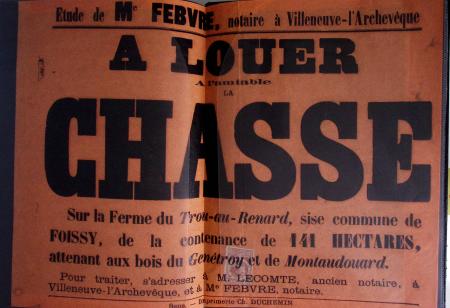 Etude de Me FEBVRE, notaire à Villeneuve-l'Archevêque
A LOUER
A l'amiable
LA
CHASSE
Sur la Ferme du Trou-au-Renard, sise commune de
FOISSY, de la contenance de 141 HECTARES,
attenant aux bois du Genétroy et de Montaudouard.
Pour traiter, s'adresser à M. LECOMTE, ancien notaire, à
Villeneuve-l'Archevêque, et à Me FEBVRE, notaire.
Sens. — Imprimerie Ch. DUCHEMIN